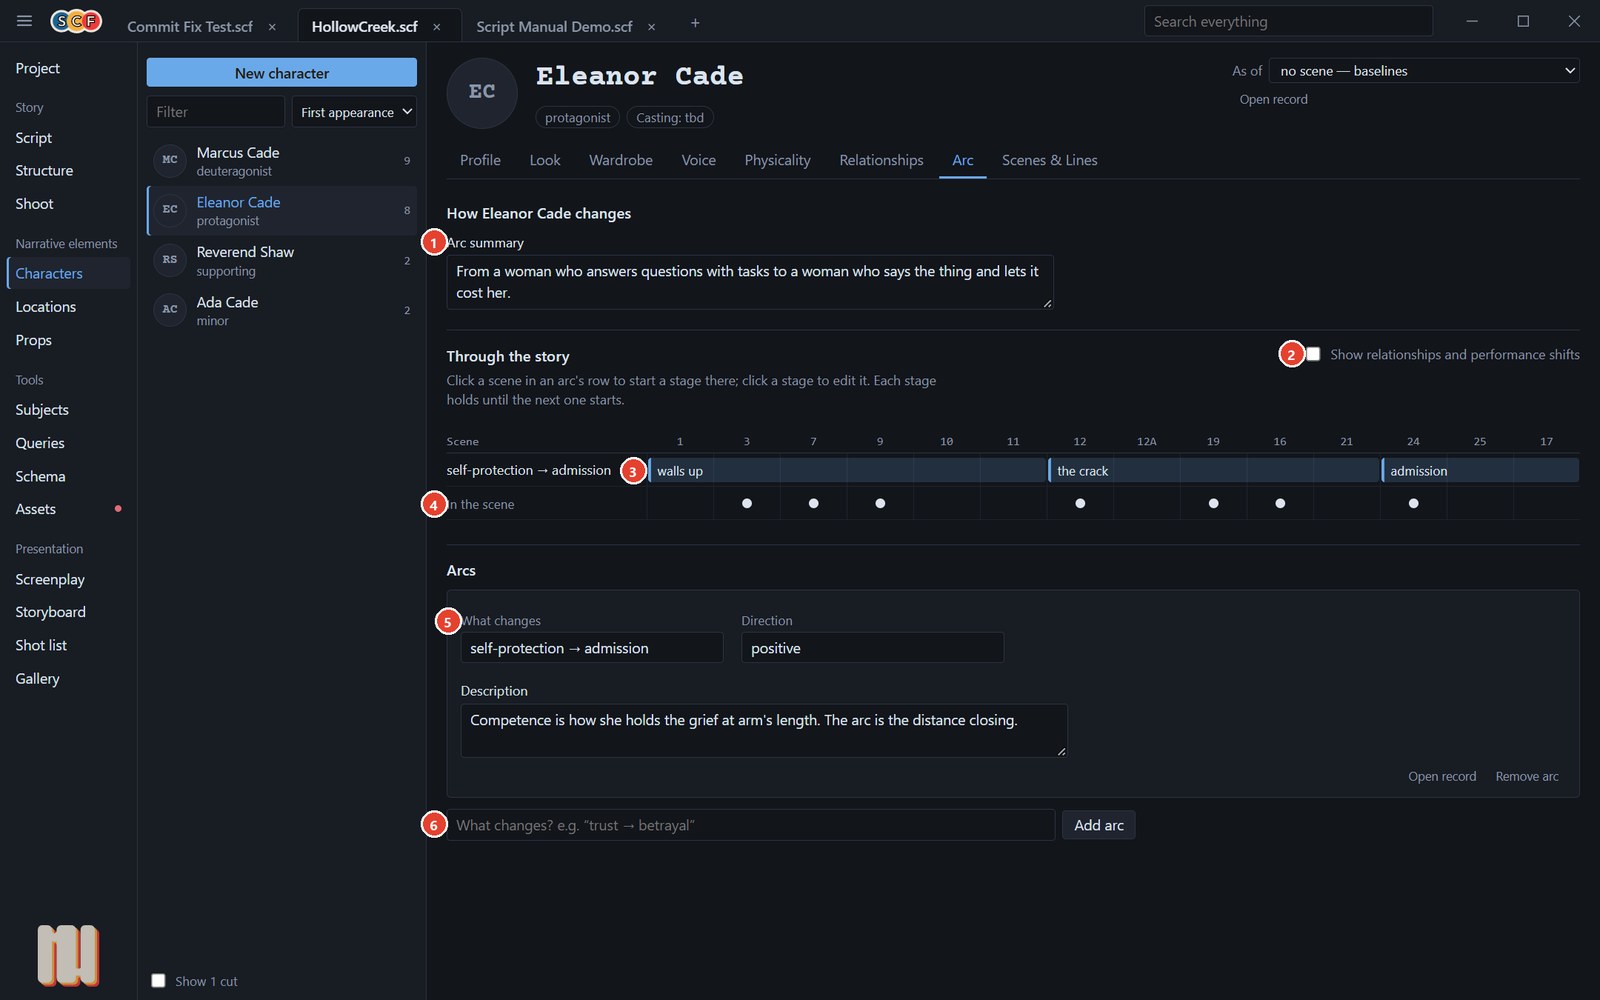 SCF
Commit Fix Test.scf ×
HollowCreek.scf ×
Script Manual Demo.scf ×
+
Search everything
Project
Story
Script
Structure
Shoot
Narrative elements
Characters
Locations
Props
Tools
Subjects
Queries
Schema
Assets
Presentation
Screenplay
Storyboard
Shot list
Gallery
New character
Filter
First appearance
MC
Marcus Cade
deuteragonist
9
EC
Eleanor Cade
protagonist
8
RS
Reverend Shaw
supporting
2
AC
Ada Cade
minor
2
Show 1 cut
EC
Eleanor Cade
protagonist
Casting: tbd
As of
no scene — baselines
Open record
Profile
Look
Wardrobe
Voice
Physicality
Relationships
Arc
Scenes & Lines
How Eleanor Cade changes
1
Arc summary
From a woman who answers questions with tasks to a woman who says the thing and lets it
cost her.
Through the story
2
Show relationships and performance shifts
Click a scene in an arc's row to start a stage there; click a stage to edit it. Each stage
holds until the next one starts.
Scene 1 3 7 9 10 11 12 12A 19 16 21 24 25 17
self-protection → admission 3 walls up the crack admission
4 In the scene
Arcs
5 What changes
Direction
self-protection → admission
positive
Description
Competence is how she holds the grief at arm's length. The arc is the distance closing.
Open record
Remove arc
6
What changes? e.g. “trust → betrayal”
Add arc